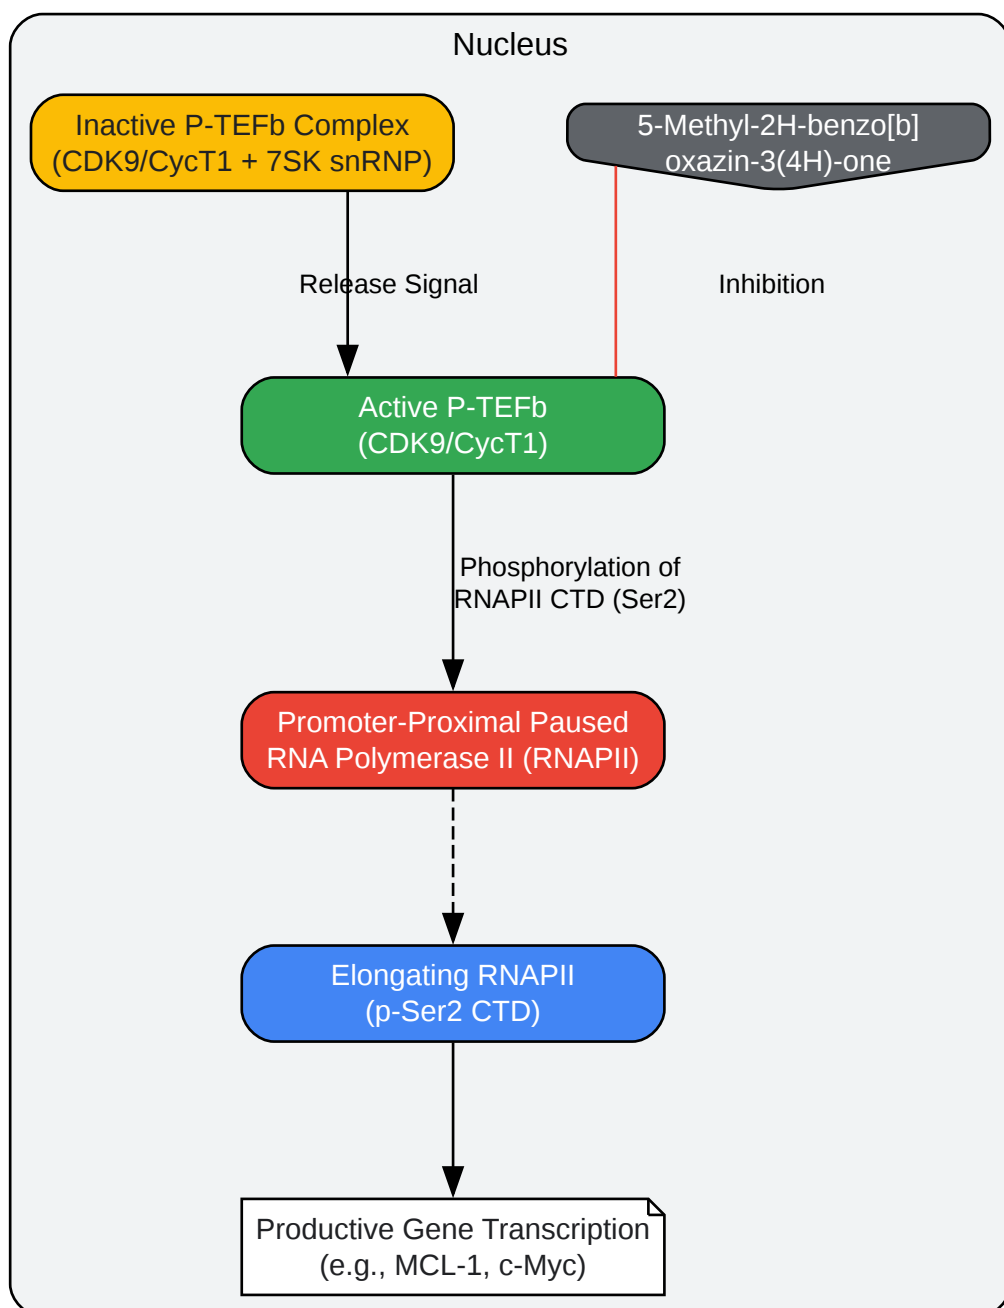 Nucleus
Inactive P-TEFb Complex
(CDK9/CycT1 + 7SK snRNP)
5-Methyl-2H-benzo[b]
oxazin-3(4H)-one
Release Signal
Inhibition
Active P-TEFb
(CDK9/CycT1)
Phosphorylation of
RNAPII CTD (Ser2)
Promoter-Proximal Paused
RNA Polymerase II (RNAPII)
Elongating RNAPII
(p-Ser2 CTD)
Productive Gene Transcription
(e.g., MCL-1, c-Myc)